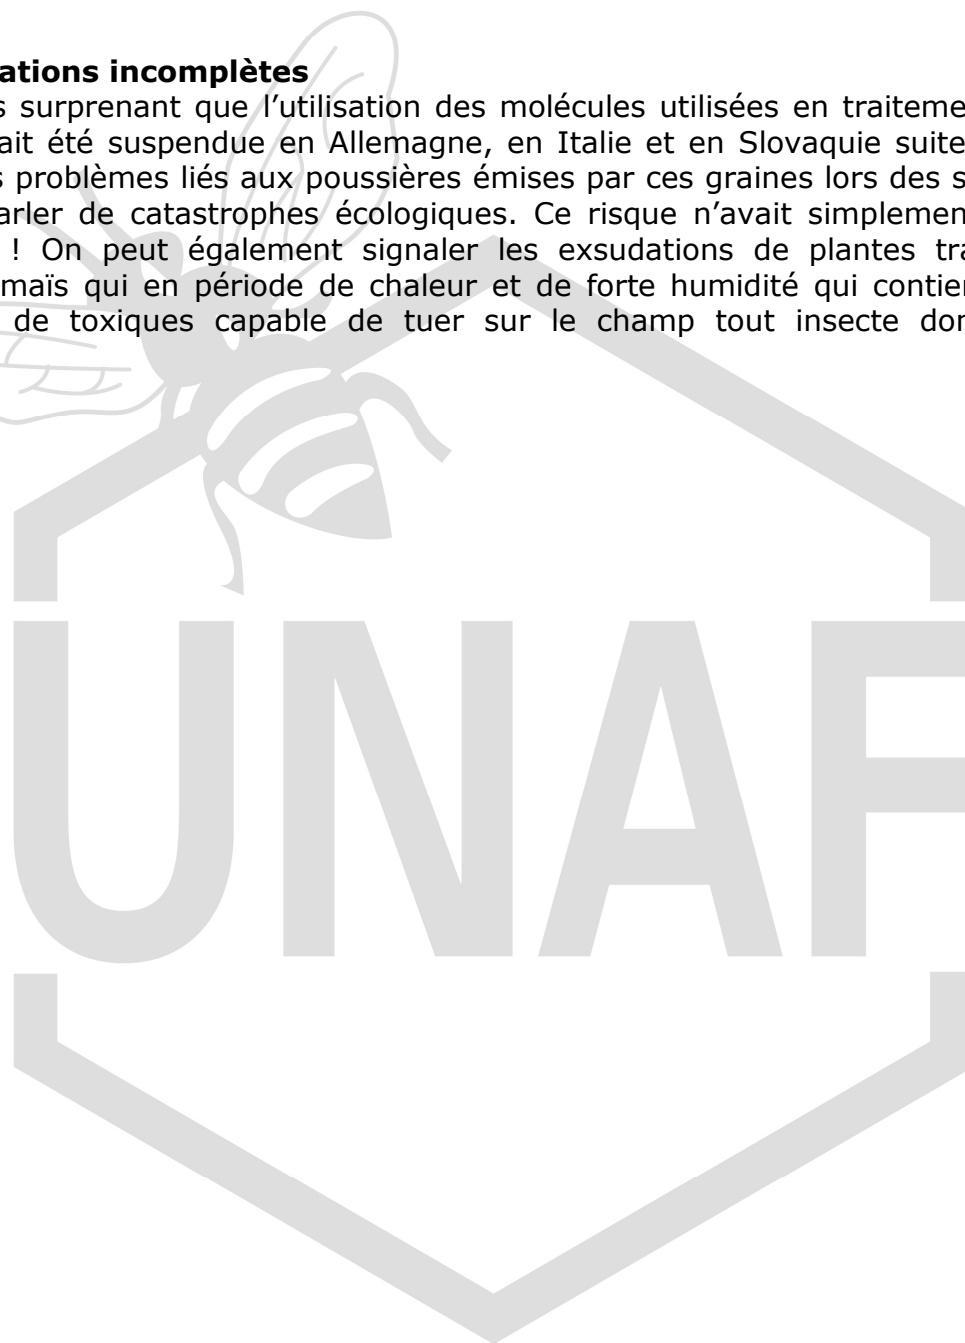 ations incomplètes
s surprenant que l'utilisation des molécules utilisées en traiteme
ait été suspendue en Allemagne, en Italie et en Slovaquie suite
s problèmes liés aux poussières émises par ces graines lors des s
arler de catastrophes écologiques. Ce risque n'avait simplemen
! On peut également signaler les exsudations de plantes tra
maïs qui en période de chaleur et de forte humidité qui contier
de toxiques capable de tuer sur le champ tout insecte dor
UNAF